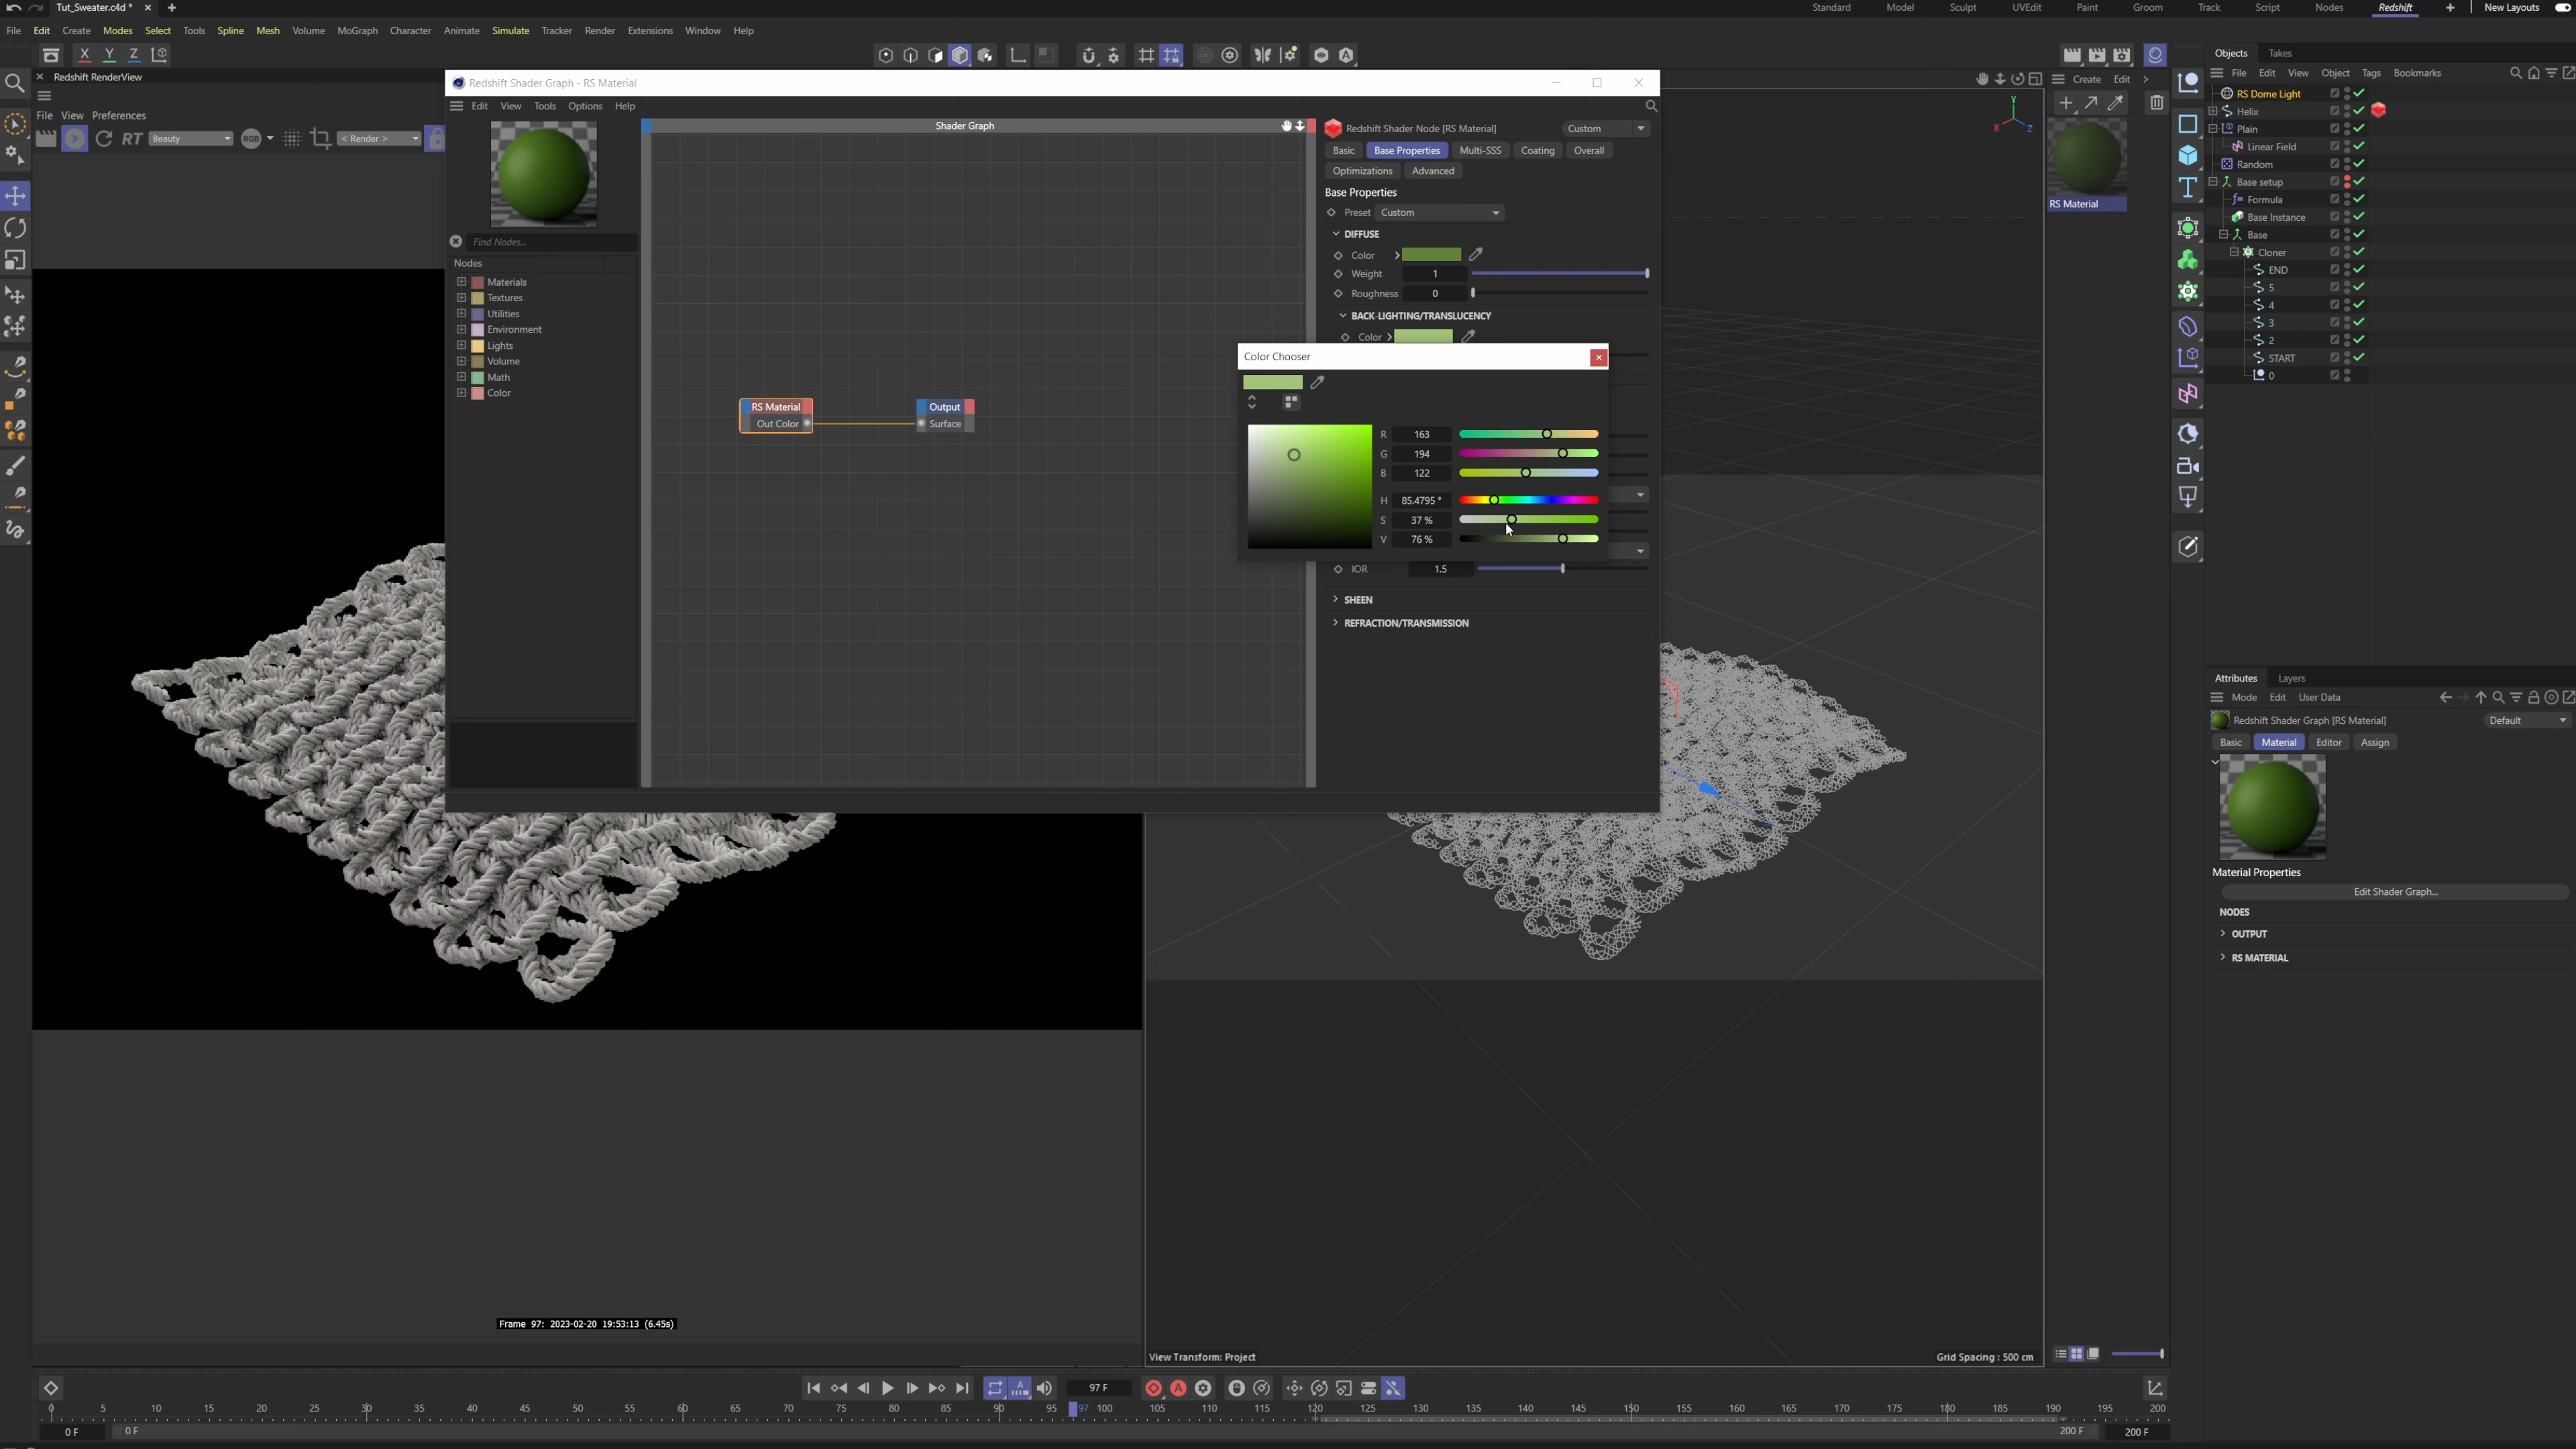 Tut_Sweater.c4d *
Standard Model Sculpt UVEdit Paint Groom Track Script Nodes Redshift New Layouts
File Edit Create Modes Select Tools Spline Mesh Volume MoGraph Character Animate Simulate Tracker Render Extensions Window Help
X Y Z
Redshift RenderView
File View Preferences
RT Beauty RGB < Render >
Redshift Shader Graph - RS Material
Edit View Tools Options Help
Find Nodes...
Nodes
Materials
Textures
Utilities
Environment
Lights
Volume
Math
Color
Shader Graph
RS Material
Out Color
Output
Surface
Redshift Shader Node [RS Material]
Custom
Basic Base Properties Multi-SSS Coating Overall
Optimizations Advanced
Base Properties
Preset Custom
DIFFUSE
Color
Weight 1
Roughness 0
BACK-LIGHTING/TRANSLUCENCY
Color
Color Chooser
R 163
G 194
B 122
H 85.4795 °
S 37 %
V 76 %
IOR 1.5
SHEEN
REFRACTION/TRANSMISSION
Y
X Z
Create Edit
RS Material
Objects Takes
File Edit View Object Tags Bookmarks
RS Dome Light
Helix
Plain
Linear Field
Random
Base setup
Formula
Base Instance
Base
Cloner
END
5
4
3
2
START
0
Attributes Layers
Mode Edit User Data
Redshift Shader Graph [RS Material]
Default
Basic Material Editor Assign
Material Properties
Edit Shader Graph...
NODES
OUTPUT
RS MATERIAL
Frame 97: 2023-02-20 19:53:13 (6.45s)
View Transform: Project
Grid Spacing : 500 cm
97 F
0 5 10 15 20 25 30 35 40 45 50 55 60 65 70 75 80 85 90 95 97 100 105 110 115 120 125 130 135 140 145 150 155 160 165 170 175 180 185 190 195 200
0 F 0 F 200 F 200 F